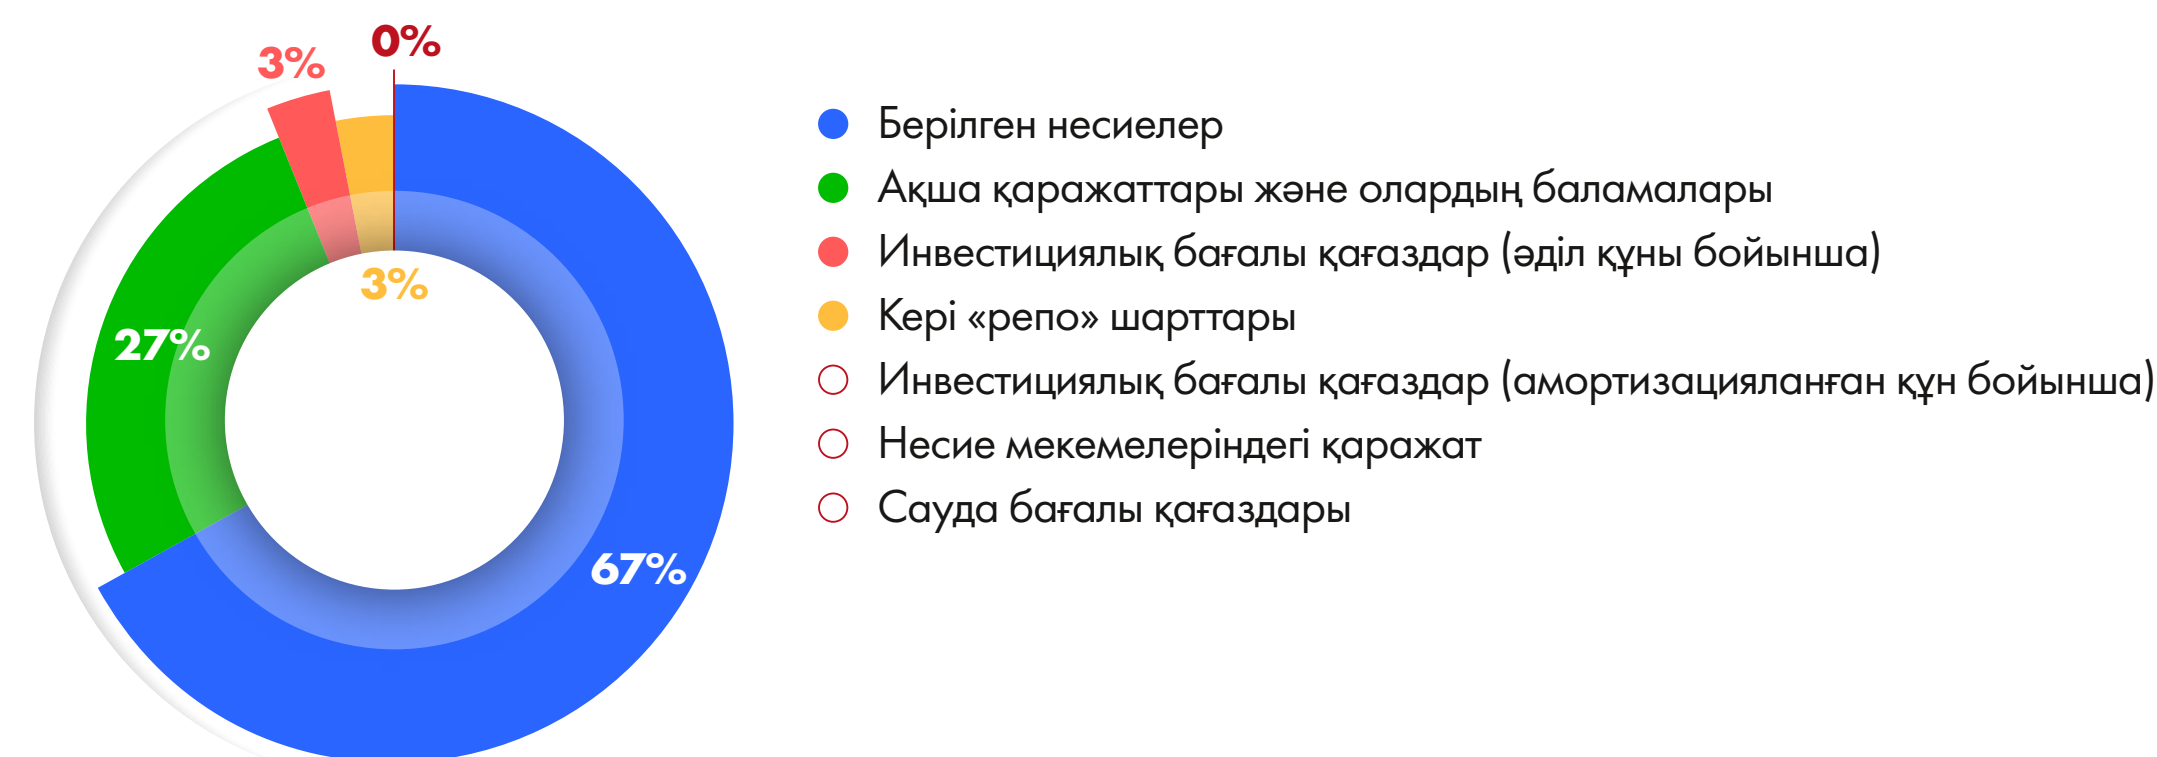 0%
3%
3%
27%
67%
Берілген несиелер
Ақша қаражаттары және олардың баламалары
Инвестициялық бағалы қағаздар (әділ құны бойынша)
Кері «репо» шарттары
Инвестициялық бағалы қағаздар (амортизацияланған құн бойынша)
Несие мекемелеріндегі қаражат
Сауда бағалы қағаздары